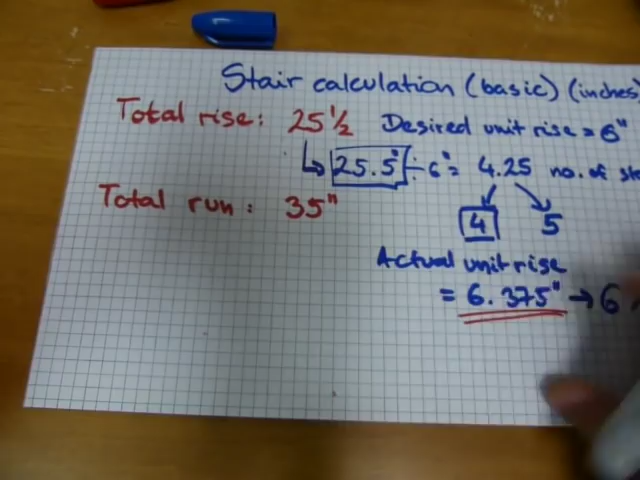 Stair calculation (basic) (inches)
Total rise: 25½ Desired unit rise = 6"
25.5" ÷ 6" = 4.25 no. of
Total run: 35"
4 5
Actual unit rise
= 6.375" → 6